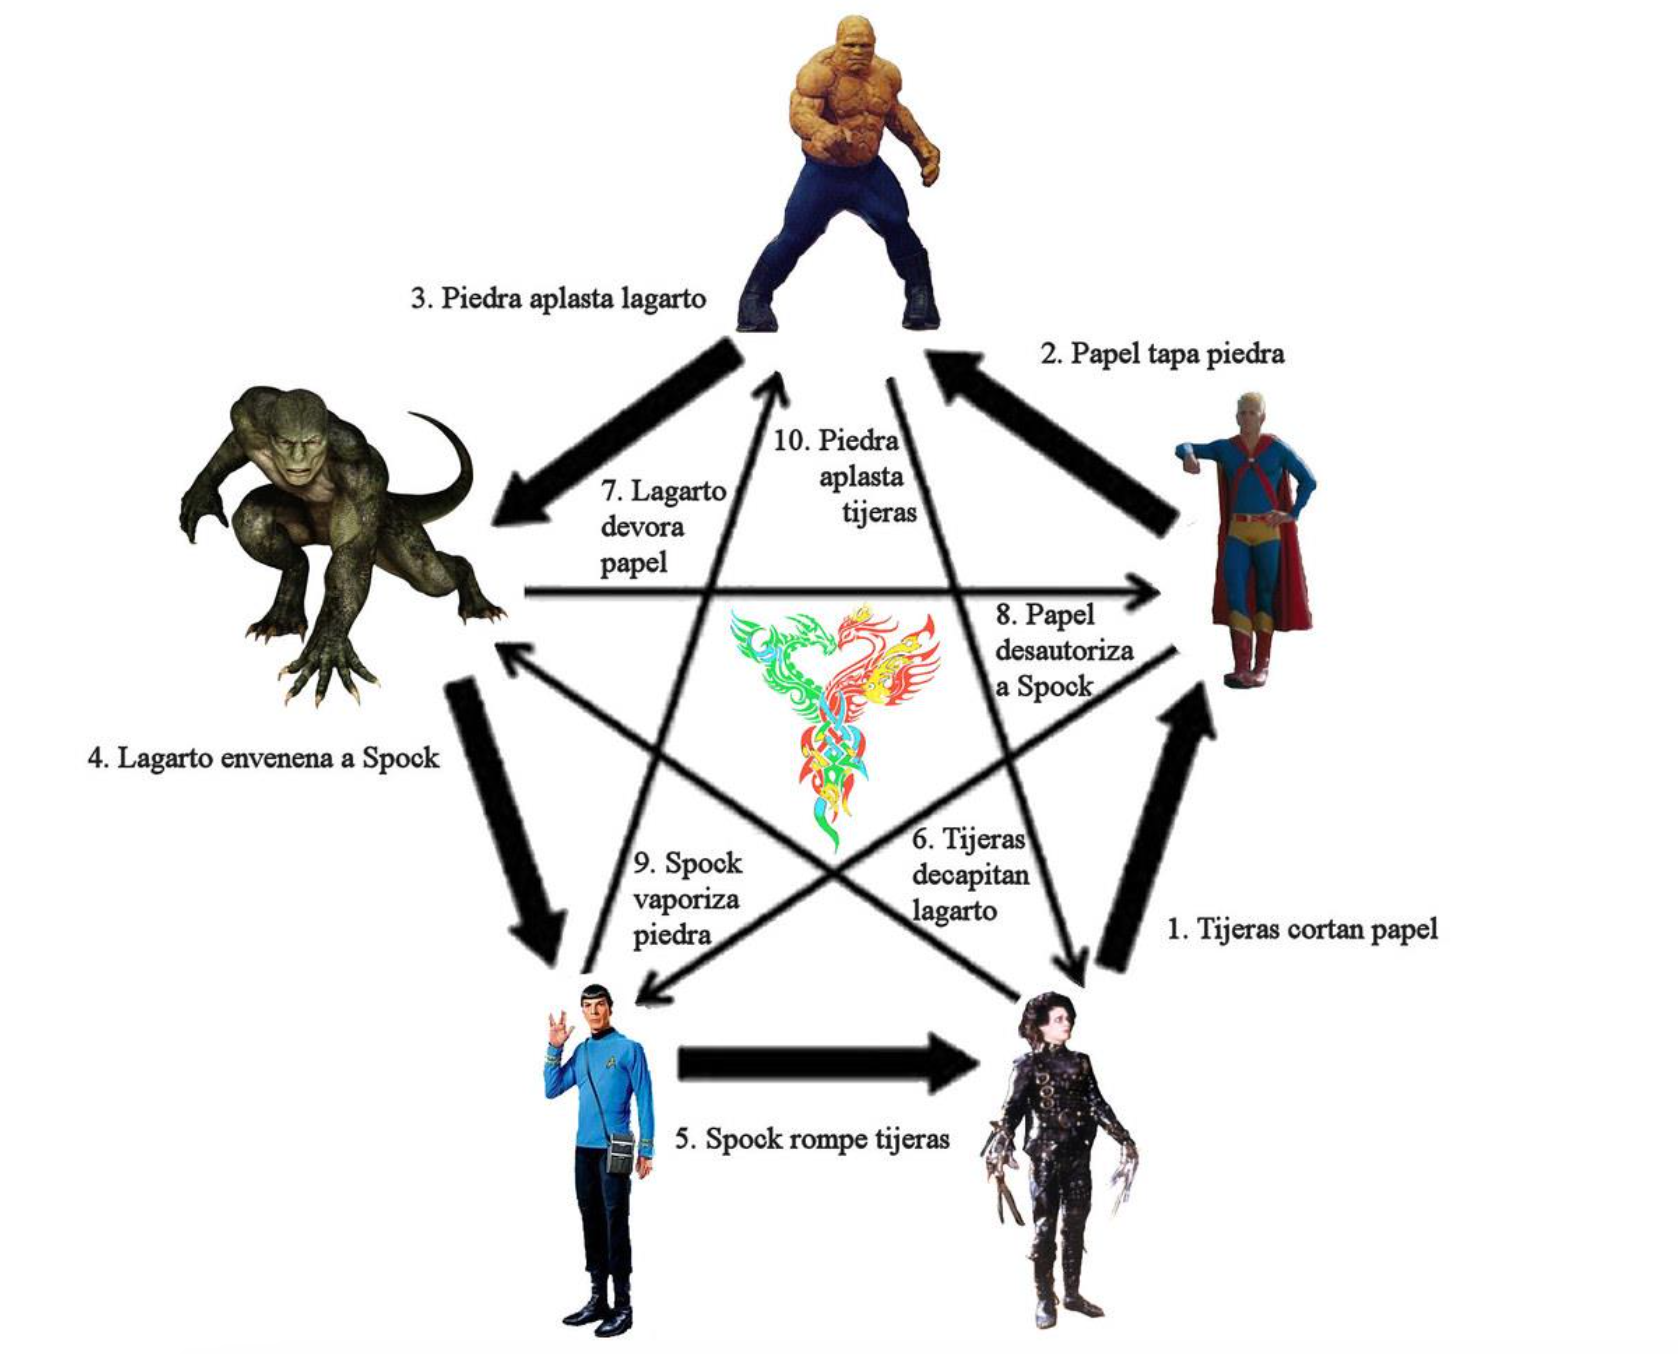 3. Piedra aplasta lagarto
2. Papel tapa piedra
10. Piedra
aplasta
tijeras
7. Lagarto
devora
papel
8. Papel
desautoriza
a Spock
4. Lagarto envenena a Spock
6. Tijeras
decapitan
lagarto
9. Spock
vaporiza
piedra
1. Tijeras cortan papel
5. Spock rompe tijeras